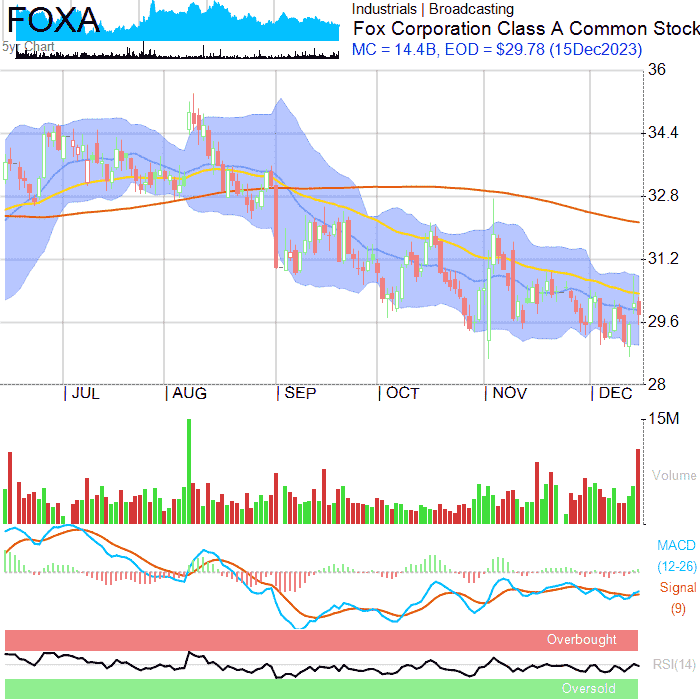 FOXA
5yr Chart
Industrials | Broadcasting
Fox Corporation Class A Common Stock
MC = 14.4B, EOD = $29.78 (15Dec2023)
36
34.4
32.8
31.2
29.6
28
| JUL | AUG | SEP | OCT | NOV | DEC
15M
Volume
MACD
(12-26)
Signal
(9)
Overbought
RSI(14)
Oversold